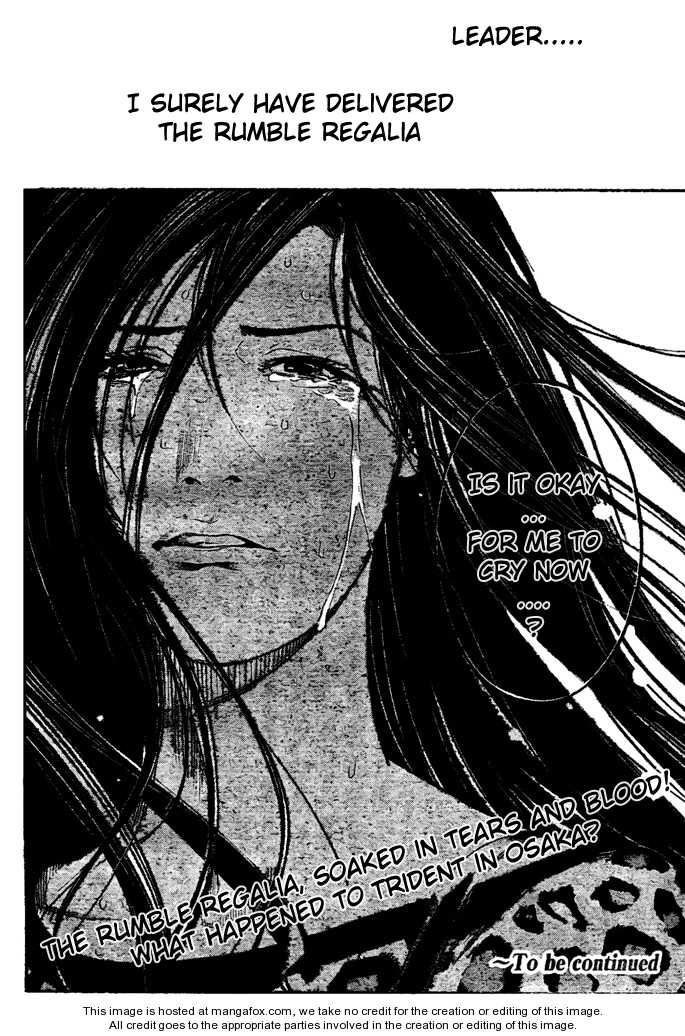 LEADER.....
I SURELY HAVE DELIVERED
THE RUMBLE REGALIA
IS IT OKAY
...
FOR ME TO
CRY NOW
....
?
THE RUMBLE REGALIA, SOAKED IN TEARS AND BLOOD!
WHAT HAPPENED TO TRIDENT IN OSAKA?
~To be continued
This image is hosted at mangafox.com, we take no credit for the creation or editing of this image.
All credit goes to the appropriate parties involved in the creation or editing of this image.